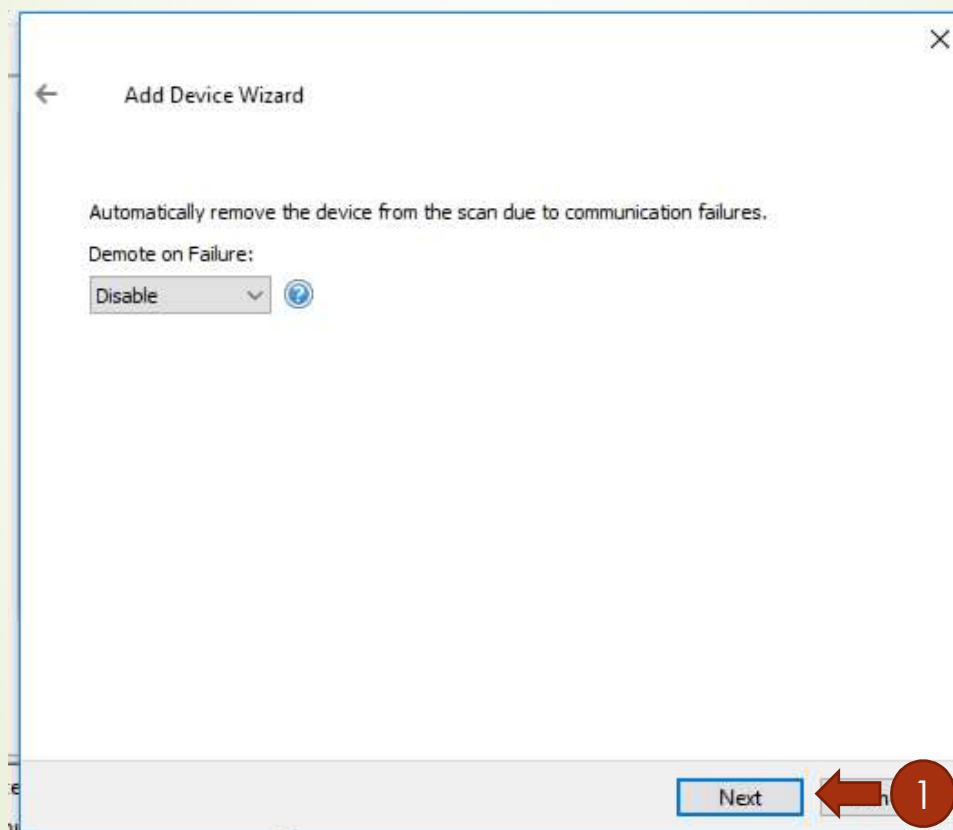 Add Device Wizard
Automatically remove the device from the scan due to communication failures.
Demote on Failure:
Disable
Next
1